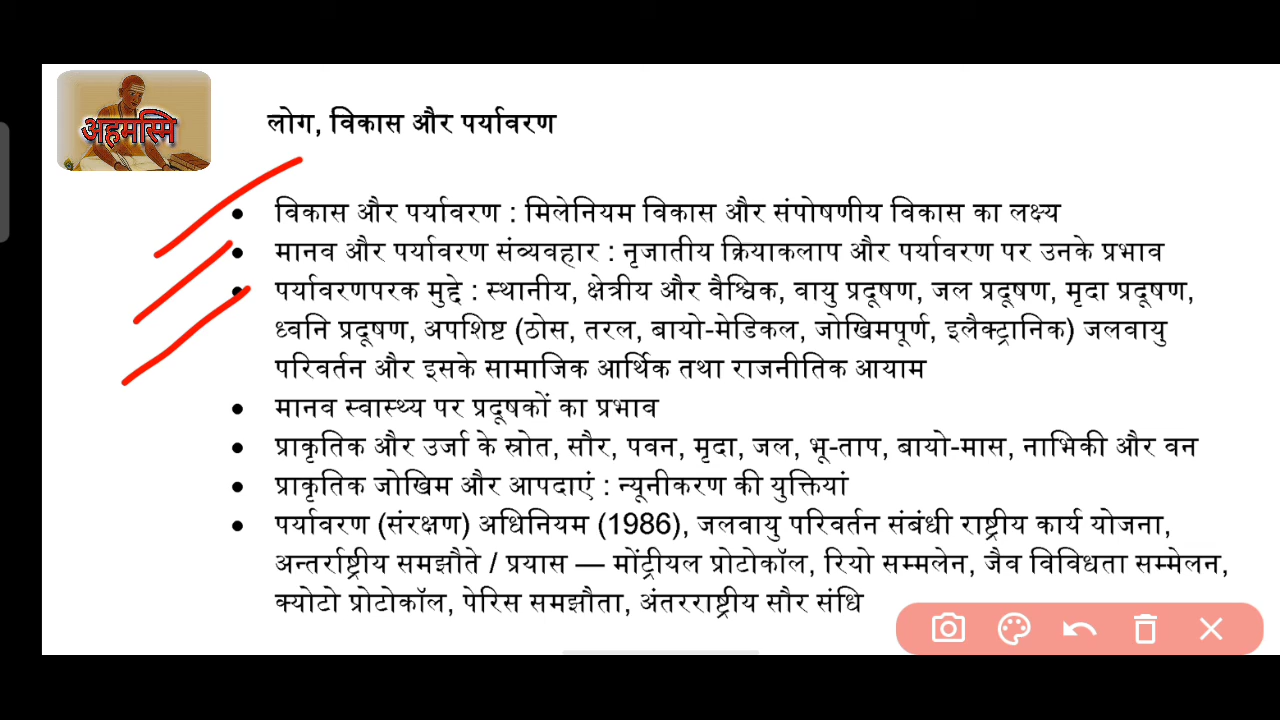 अहमस्मि
लोग, विकास और पर्यावरण
• विकास और पर्यावरण : मिलेनियम विकास और संपोषणीय विकास का लक्ष्य
• मानव और पर्यावरण संव्यवहार : नृजातीय क्रियाकलाप और पर्यावरण पर उनके प्रभाव
• पर्यावरणपरक मुद्दे : स्थानीय, क्षेत्रीय और वैश्विक, वायु प्रदूषण, जल प्रदूषण, मृदा प्रदूषण,
ध्वनि प्रदूषण, अपशिष्ट (ठोस, तरल, बायो-मेडिकल, जोखिमपूर्ण, इलैक्ट्रानिक) जलवायु
परिवर्तन और इसके सामाजिक आर्थिक तथा राजनीतिक आयाम
• मानव स्वास्थ्य पर प्रदूषकों का प्रभाव
• प्राकृतिक और उर्जा के स्रोत, सौर, पवन, मृदा, जल, भू-ताप, बायो-मास, नाभिकी और वन
• प्राकृतिक जोखिम और आपदाएं : न्यूनीकरण की युक्तियां
• पर्यावरण (संरक्षण) अधिनियम (1986), जलवायु परिवर्तन संबंधी राष्ट्रीय कार्य योजना,
अन्तर्राष्ट्रीय समझौते / प्रयास — मोंट्रीयल प्रोटोकॉल, रियो सम्मलेन, जैव विविधता सम्मेलन,
क्योटो प्रोटोकॉल, पेरिस समझौता, अंतरराष्ट्रीय सौर संधि